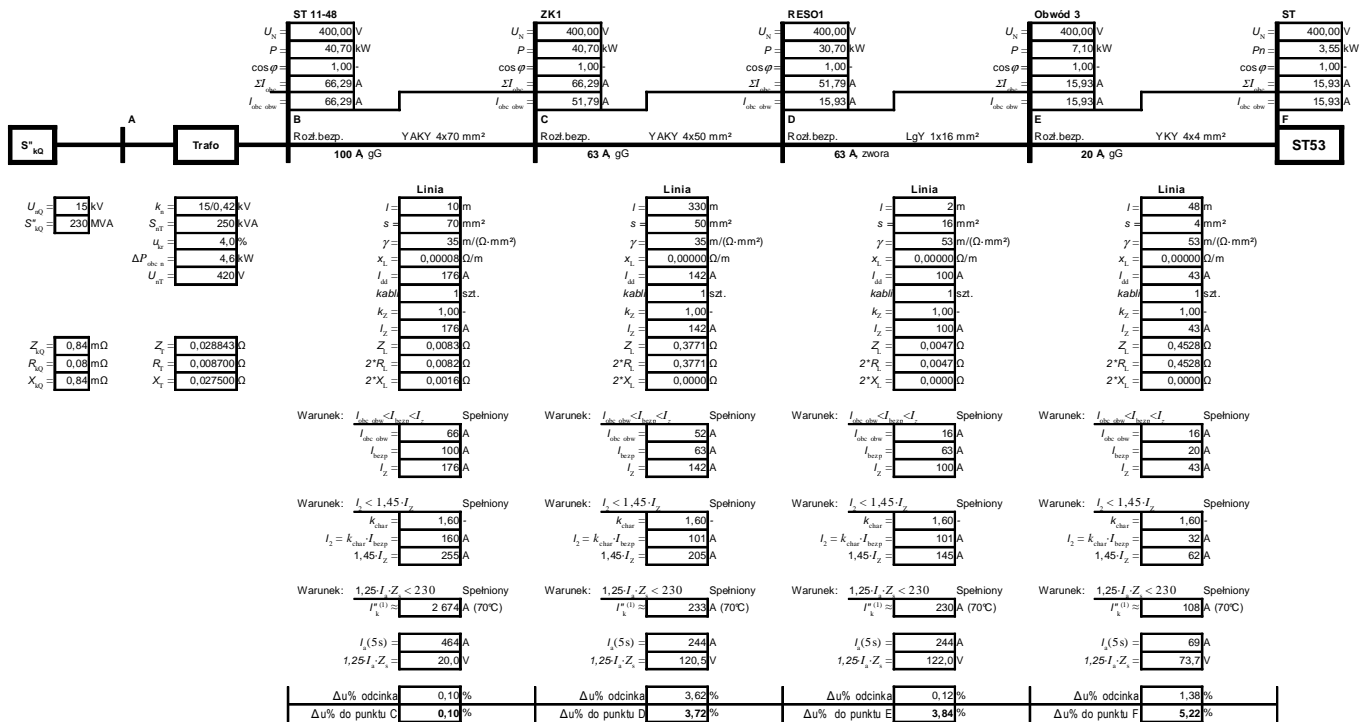 ST 11-48 ZK1 RESO1 Obwód 3 ST
U_N = 400,00 V U_N = 400,00 V U_N = 400,00 V U_N = 400,00 V U_N = 400,00 V
P = 40,70 kW P = 40,70 kW P = 30,70 kW P = 7,10 kW Pn = 3,55 kW
cosφ = 1,00 - cosφ = 1,00 - cosφ = 1,00 - cosφ = 1,00 - cosφ = 1,00 -
ΣI_obc = 66,29 A ΣI_obc = 66,29 A ΣI_obc = 51,79 A ΣI_obc = 15,93 A ΣI_obc = 15,93 A
I_obc obw = 66,29 A I_obc obw = 51,79 A I_obc obw = 15,93 A I_obc obw = 15,93 A I_obc obw = 15,93 A
A B C D E F
Rozł.bezp. YAKY 4x70 mm² Rozł.bezp. YAKY 4x50 mm² Rozł.bezp. LgY 1x16 mm² Rozł.bezp. YKY 4x4 mm²
S"kQ Trafo ST53
100 A, gG 63 A, gG 63 A, zwora 20 A, gG
Linia Linia Linia Linia
U_nQ = 15 kV k_n = 15/0,42 kV l = 10 m l = 330 m l = 2 m l = 48 m
S"_kQ = 230 MVA S_nT = 250 kVA s = 70 mm² s = 50 mm² s = 16 mm² s = 4 mm²
u_kr = 4,0 % γ = 35 m/(Ω·mm²) γ = 35 m/(Ω·mm²) γ = 53 m/(Ω·mm²) γ = 53 m/(Ω·mm²)
ΔP_obc n = 4,6 kW x_L = 0,00008 Ω/m x_L = 0,00000 Ω/m x_L = 0,00000 Ω/m x_L = 0,00000 Ω/m
U_nT = 420 V I_dd = 176 A I_dd = 142 A I_dd = 100 A I_dd = 43 A
kabli 1 szt. kabli 1 szt. kabli 1 szt. kabli 1 szt.
k_Z = 1,00 - k_Z = 1,00 - k_Z = 1,00 - k_Z = 1,00 -
I_Z = 176 A I_Z = 142 A I_Z = 100 A I_Z = 43 A
Z_kQ = 0,84 mΩ Z_T = 0,028843 Ω Z_L = 0,0083 Ω Z_L = 0,3771 Ω Z_L = 0,0047 Ω Z_L = 0,4528 Ω
R_kQ = 0,08 mΩ R_T = 0,008700 Ω 2*R_L = 0,0082 Ω 2*R_L = 0,3771 Ω 2*R_L = 0,0047 Ω 2*R_L = 0,4528 Ω
X_kQ = 0,84 mΩ X_T = 0,027500 Ω 2*X_L = 0,0016 Ω 2*X_L = 0,0000 Ω 2*X_L = 0,0000 Ω 2*X_L = 0,0000 Ω
Warunek: I_obc obw<I_bezp<I_z Spełniony Warunek: I_obc obw<I_bezp<I_z Spełniony Warunek: I_obc obw<I_bezp<I_z Spełniony Warunek: I_obc obw<I_bezp<I_z Spełniony
I_obc obw = 66 A I_obc obw = 52 A I_obc obw = 16 A I_obc obw = 16 A
I_bezp = 100 A I_bezp = 63 A I_bezp = 63 A I_bezp = 20 A
I_Z = 176 A I_Z = 142 A I_Z = 100 A I_Z = 43 A
Warunek: I_2 < 1,45·I_Z Spełniony Warunek: I_2 < 1,45·I_Z Spełniony Warunek: I_2 < 1,45·I_Z Spełniony Warunek: I_2 < 1,45·I_Z Spełniony
k_char = 1,60 - k_char = 1,60 - k_char = 1,60 - k_char = 1,60 -
I_2 = k_char·I_bezp = 160 A I_2 = k_char·I_bezp = 101 A I_2 = k_char·I_bezp = 101 A I_2 = k_char·I_bezp = 32 A
1,45·I_Z = 255 A 1,45·I_Z = 205 A 1,45·I_Z = 145 A 1,45·I_Z = 62 A
Warunek: 1,25·I_a·Z_s < 230 Spełniony Warunek: 1,25·I_a·Z_s < 230 Spełniony Warunek: 1,25·I_a·Z_s < 230 Spełniony Warunek: 1,25·I_a·Z_s < 230 Spełniony
I"_k^(1) ≈ 2 674 A (70°C) I"_k^(1) ≈ 233 A (70°C) I"_k^(1) ≈ 230 A (70°C) I"_k^(1) ≈ 108 A (70°C)
I_a(5s) = 464 A I_a(5s) = 244 A I_a(5s) = 244 A I_a(5s) = 69 A
1,25·I_a·Z_s = 20,0 V 1,25·I_a·Z_s = 120,5 V 1,25·I_a·Z_s = 122,0 V 1,25·I_a·Z_s = 73,7 V
Δu% odcinka 0,10 % Δu% odcinka 3,62 % Δu% odcinka 0,12 % Δu% odcinka 1,38 %
Δu% do punktu C 0,10 % Δu% do punktu D 3,72 % Δu% do punktu E 3,84 % Δu% do punktu F 5,22 %